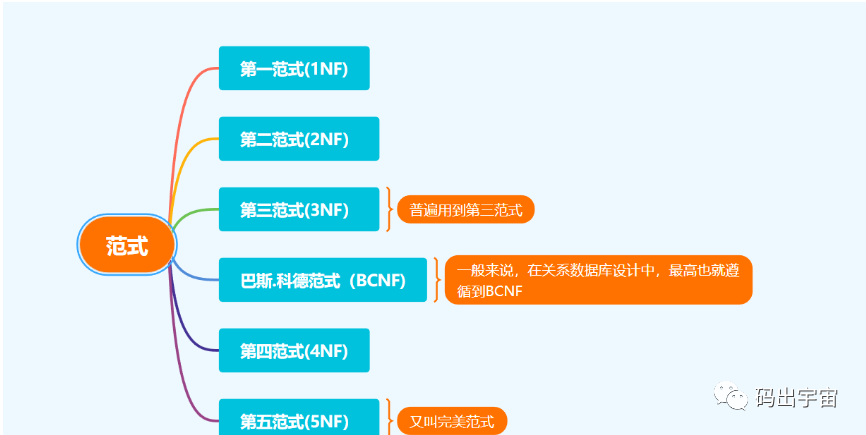 第一范式(1NF)
第二范式(2NF)
第三范式(3NF)
普遍用到第三范式
范式
巴斯.科德范式（BCNF)
一般来说，在关系数据库设计中，最高也就遵
循到BCNF
第四范式(4NF)
第五范式(5NF)
又叫完美范式
码出宇宙